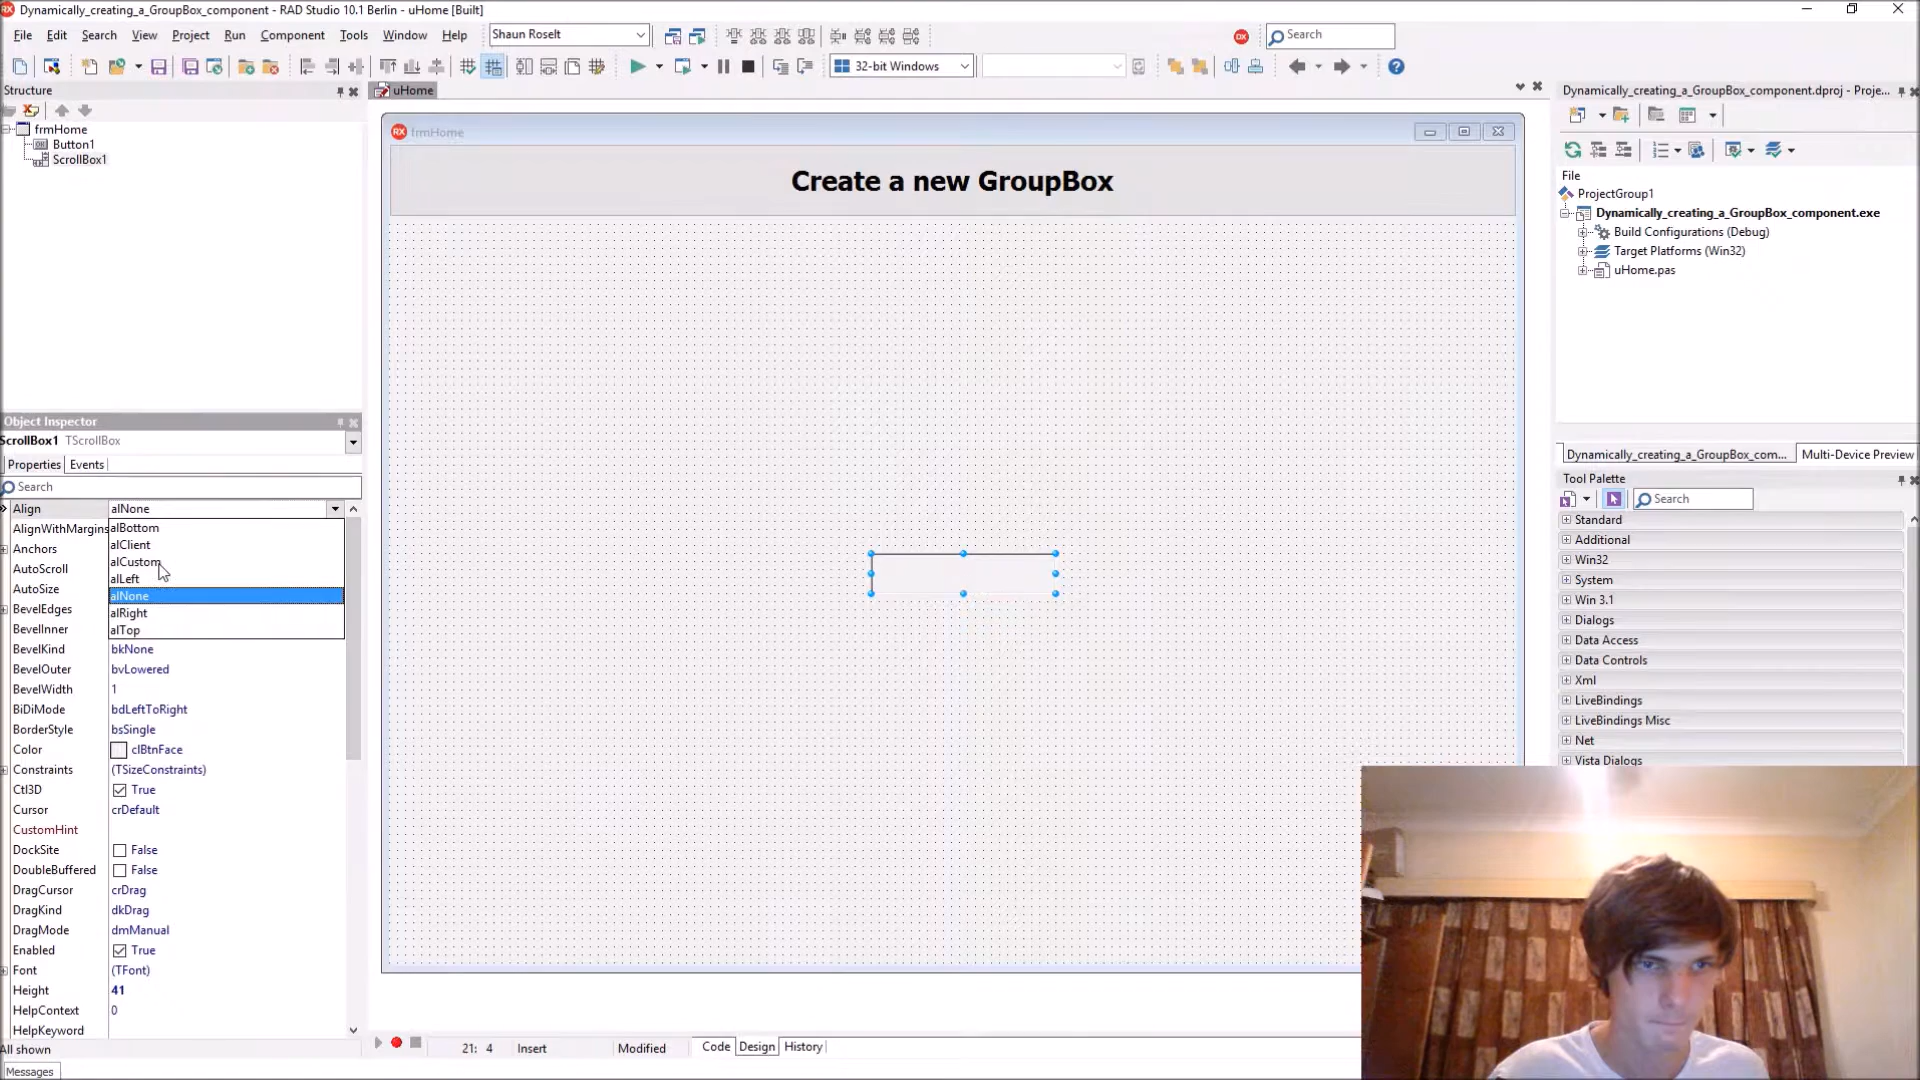 Dynamically_creating_a_GroupBox_component - RAD Studio 10.1 Berlin - uHome [Built]
File Edit Search View Project Run Component Tools Window Help Shaun Roselt Search
32-bit Windows
Structure
frmHome
Button1
ScrollBox1
uHome
frmHome
Create a new GroupBox
Object Inspector
ScrollBox1 TScrollBox
Properties Events
Search
Align alNone
alBottom
alClient
alCustom
alLeft
alNone
alRight
alTop
AlignWithMargins
Anchors
AutoScroll
AutoSize
BevelEdges
BevelInner
BevelKind bkNone
BevelOuter bvLowered
BevelWidth 1
BiDiMode bdLeftToRight
BorderStyle bsSingle
Color clBtnFace
Constraints (TSizeConstraints)
Ctl3D True
Cursor crDefault
CustomHint
DockSite False
DoubleBuffered False
DragCursor crDrag
DragKind dkDrag
DragMode dmManual
Enabled True
Font (TFont)
Height 41
HelpContext 0
HelpKeyword
All shown
Messages
21: 4 Insert Modified Code Design History
Dynamically_creating_a_GroupBox_component.dproj - Proje...
File
ProjectGroup1
Dynamically_creating_a_GroupBox_component.exe
Build Configurations (Debug)
Target Platforms (Win32)
uHome.pas
Dynamically_creating_a_GroupBox_com... Multi-Device Preview
Tool Palette
Search
Standard
Additional
Win32
System
Win 3.1
Dialogs
Data Access
Data Controls
Xml
LiveBindings
LiveBindings Misc
Net
Vista Dialogs